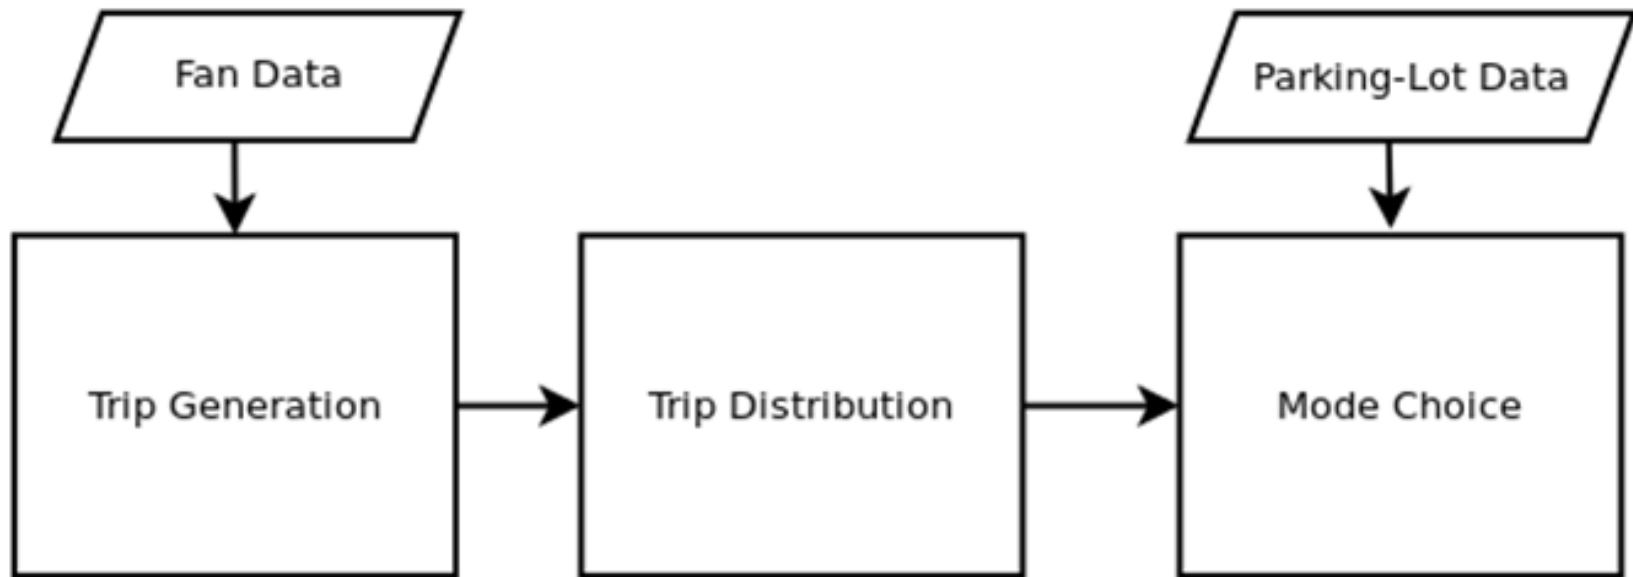 Fan Data
Parking-Lot Data
Trip Generation
Trip Distribution
Mode Choice